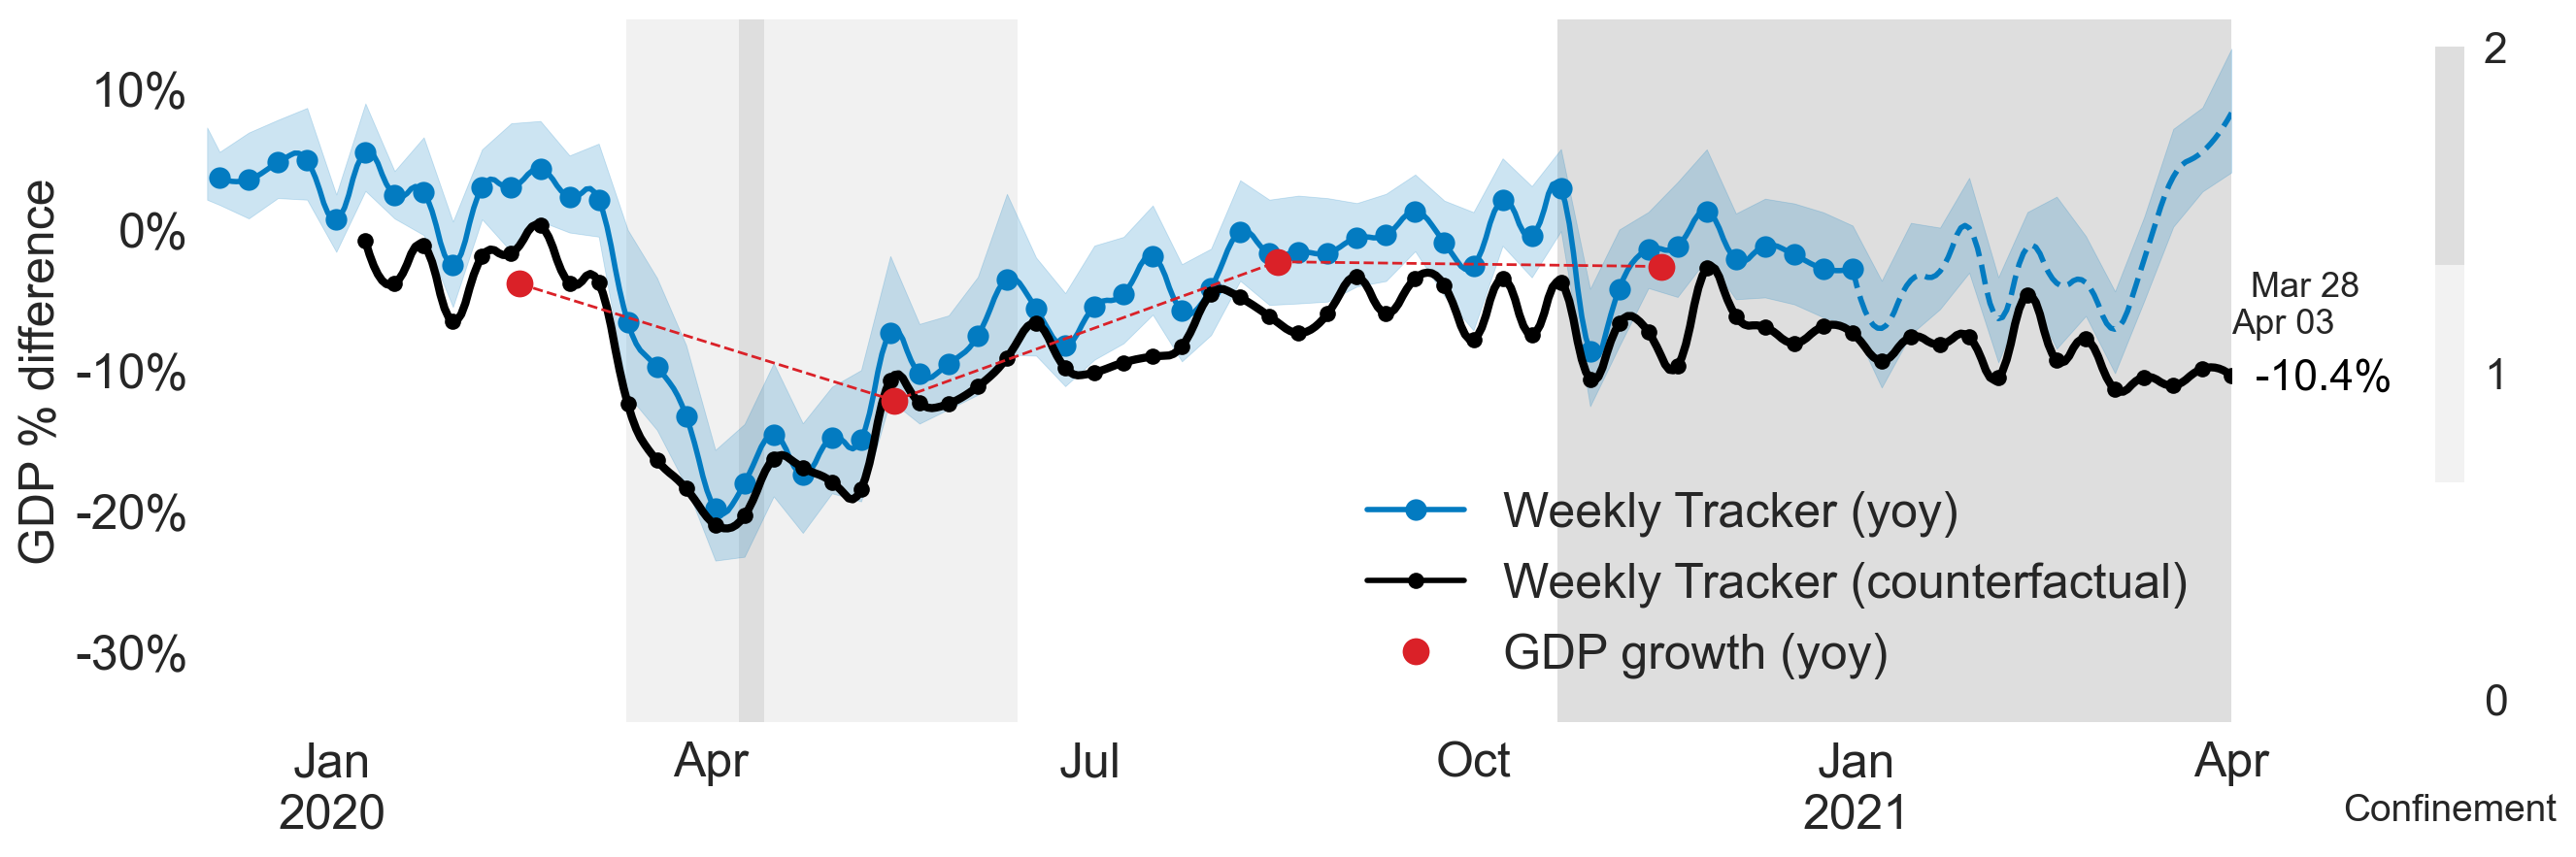 GDP % difference
10%
0%
-10%
-20%
-30%
Jan
2020
Apr
Jul
Oct
Jan
2021
Apr
Weekly Tracker (yoy)
Weekly Tracker (counterfactual)
GDP growth (yoy)
Mar 28
Apr 03
-10.4%
2
1
0
Confinement